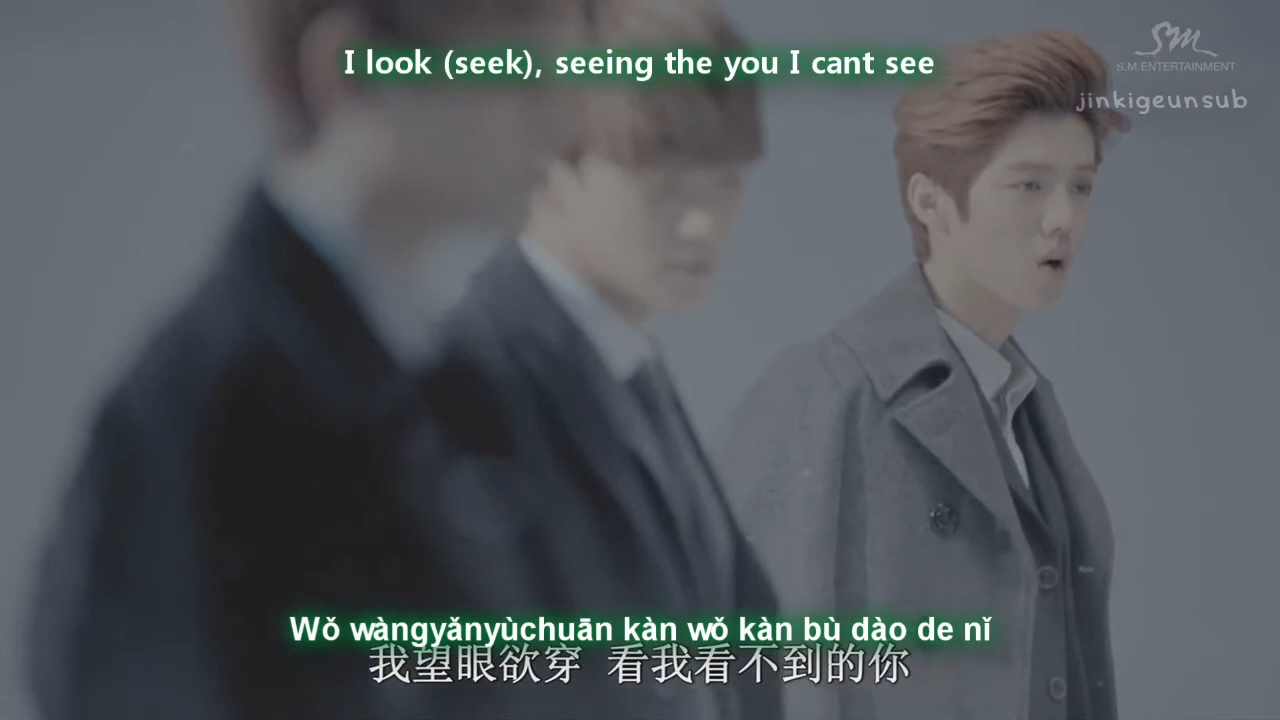 I look (seek), seeing the you I cant see
SM
S.M.ENTERTAINMENT
jinkigeunsub
Wǒ wàngyǎnyùchuān kàn wǒ kàn bù dào de nǐ
我望眼欲穿 看我看不到的你